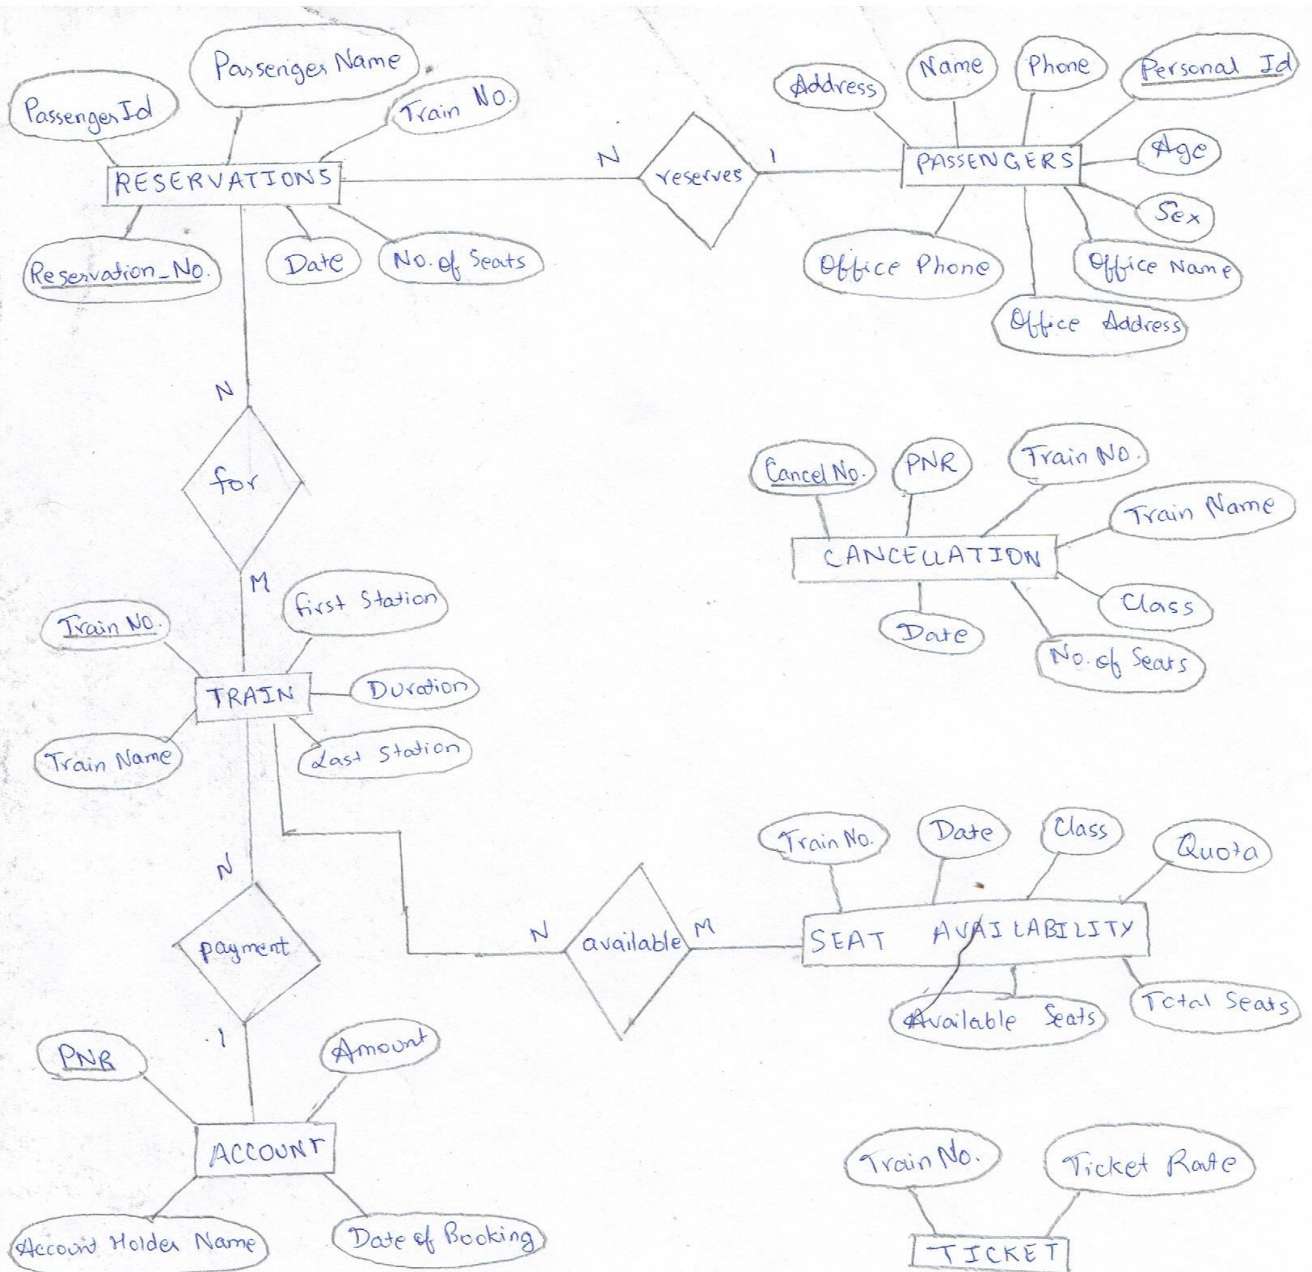 Passenger Name
PassengerId
Train No.
RESERVATIONS
Reservation_No.
Date
No. of Seats
N
reserves
1
Address
Name
Phone
Personal Id
PASSENGERS
Age
Sex
Office Name
Office Phone
Office Address
N
for
M
Cancel No.
PNR
Train No.
Train Name
CANCELLATION
Class
Date
No. of Seats
First Station
Train No.
TRAIN
Duration
Train Name
Last Station
N
payment
1
N
available
M
Train No.
Date
Class
Quota
SEAT AVAILABILITY
Available Seats
Total Seats
PNR
Amount
ACCOUNT
Account Holder Name
Date of Booking
Train No.
Ticket Route
TICKET